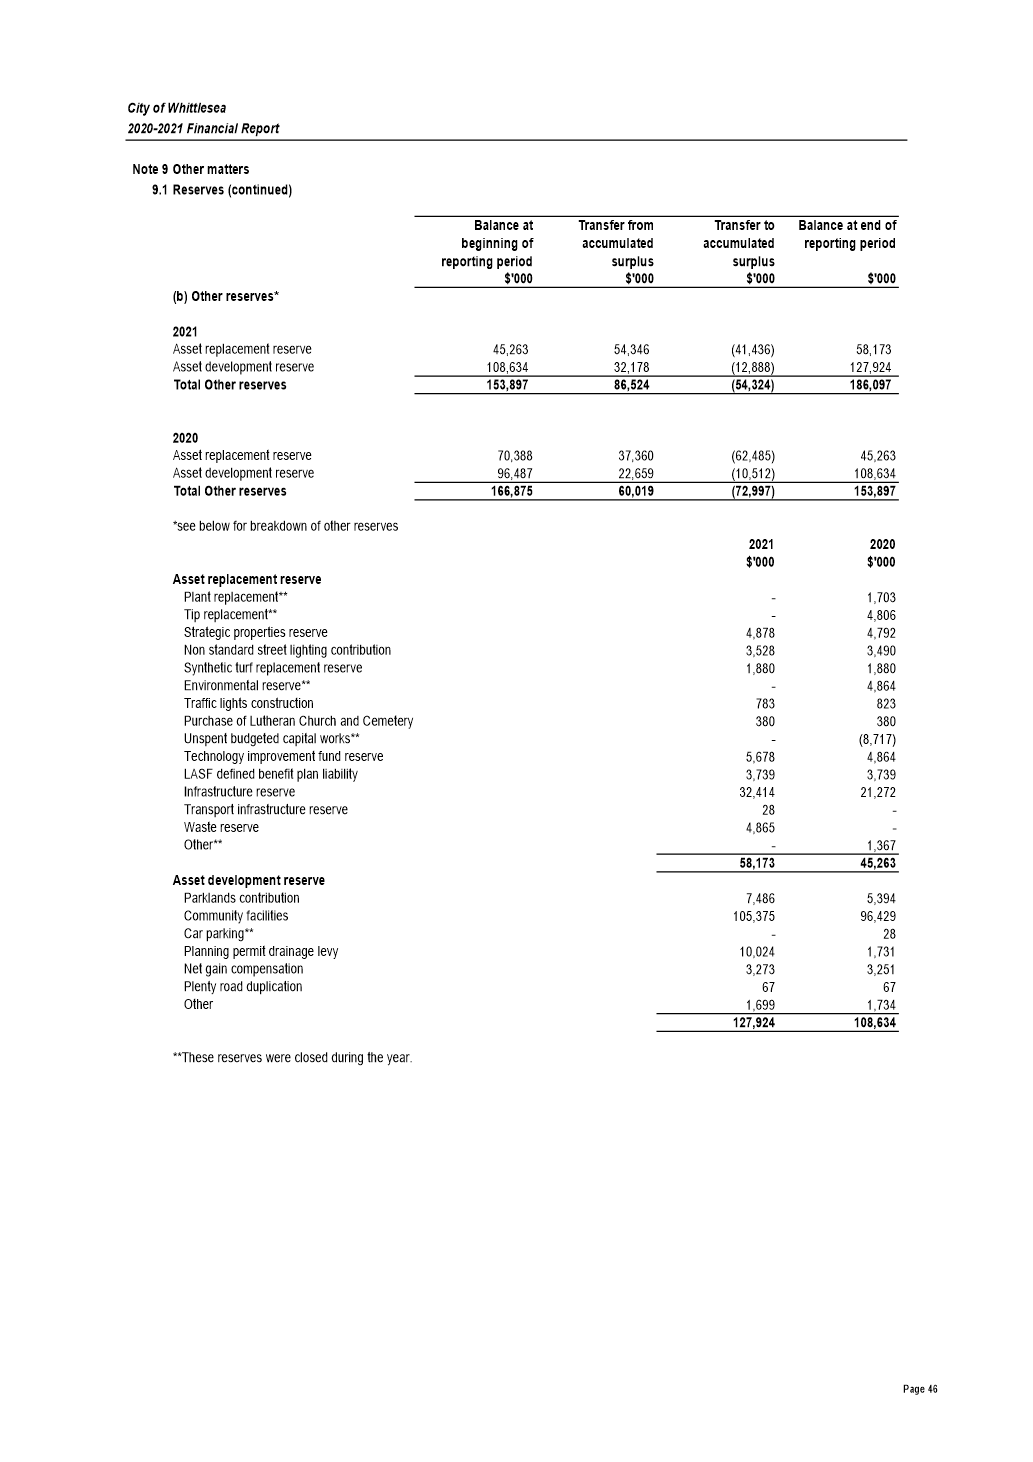 City of Whittlesea
2020-2021 Financial Report
Note 9 Other matters
9.1 Reserves (continued)
Balance at Transfer from Transfer to Balance at end of
beginning of accumulated accumulated reporting period
reporting period surplus surplus
$'000 $'000 $'000 $'000
(b) Other reserves*
2021
Asset replacement reserve 45,263 54,346 (41,436) 58,173
Asset development reserve 108,634 32,178 (12,888) 127,924
Total Other reserves 153,897 86,524 (54,324) 186,097
2020
Asset replacement reserve 70,388 37,360 (62,485) 45,263
Asset development reserve 96,487 22,659 (10,512) 108,634
Total Other reserves 166,875 60,019 (72,997) 153,897
*see below for breakdown of other reserves
2021 2020
$'000 $'000
Asset replacement reserve
Plant replacement** - 1,703
Tip replacement** - 4,806
Strategic properties reserve 4,878 4,792
Non standard street lighting contribution 3,528 3,490
Synthetic turf replacement reserve 1,880 1,880
Environmental reserve** - 4,864
Traffic lights construction 783 823
Purchase of Lutheran Church and Cemetery 380 380
Unspent budgeted capital works** - (8,717)
Technology improvement fund reserve 5,678 4,864
LASF defined benefit plan liability 3,739 3,739
Infrastructure reserve 32,414 21,272
Transport infrastructure reserve 28 -
Waste reserve 4,865 -
Other** - 1,367
58,173 45,263
Asset development reserve
Parklands contribution 7,486 5,394
Community facilities 105,375 96,429
Car parking** - 28
Planning permit drainage levy 10,024 1,731
Net gain compensation 3,273 3,251
Plenty road duplication 67 67
Other 1,699 1,734
127,924 108,634
**These reserves were closed during the year.
Page 46